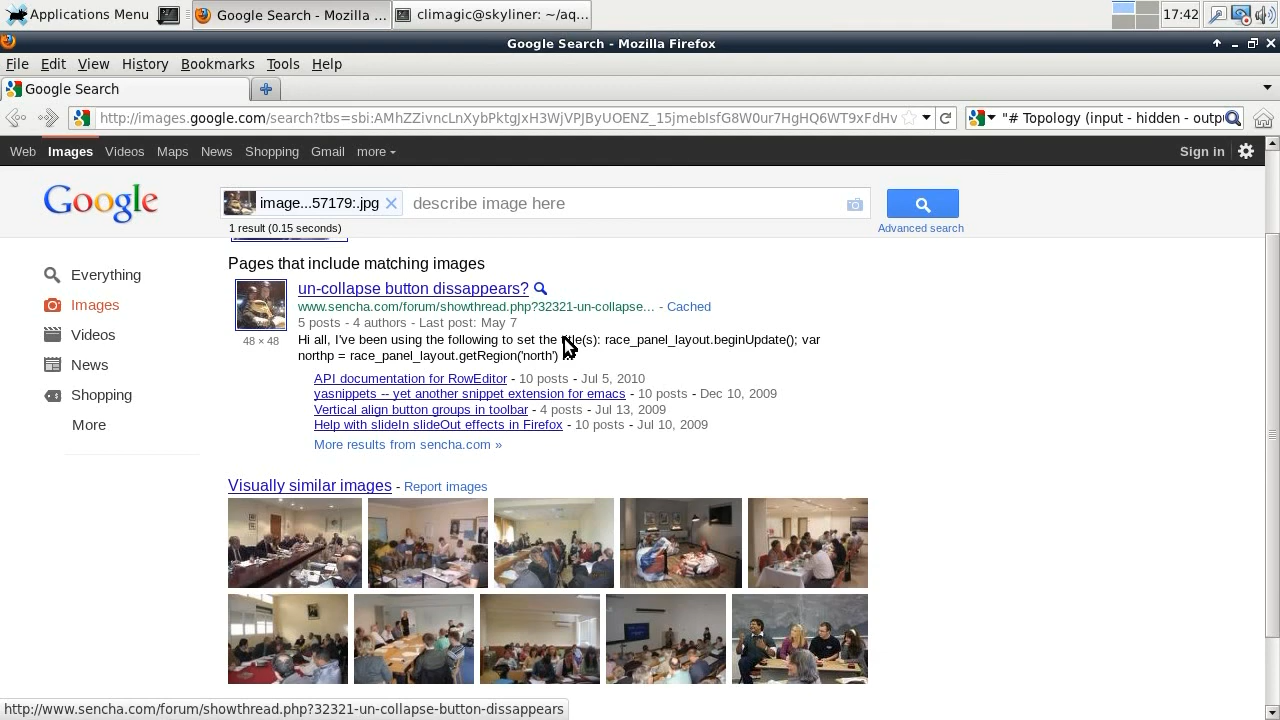 Applications Menu
Google Search - Mozilla ...
climagic@skyliner: ~/aq...
17:42
Google Search - Mozilla Firefox
File Edit View History Bookmarks Tools Help
Google Search
http://images.google.com/search?tbs=sbi:AMhZZivncLnXybPktgJxH3WjVPJByUOENZ_15jmebIsfG8W0ur7HgHQ6WT9xFdHv
"# Topology (input - hidden - outpu
Web Images Videos Maps News Shopping Gmail more
Sign in
Google
image...57179:.jpg
describe image here
1 result (0.15 seconds)
Advanced search
Everything
Images
Videos
News
Shopping
More
Pages that include matching images
un-collapse button dissappears?
www.sencha.com/forum/showthread.php?32321-un-collapse... - Cached
48 × 48
5 posts - 4 authors - Last post: May 7
Hi all, I've been using the following to set the title(s): race_panel_layout.beginUpdate(); var
northp = race_panel_layout.getRegion('north')
API documentation for RowEditor - 10 posts - Jul 5, 2010
yasnippets -- yet another snippet extension for emacs - 10 posts - Dec 10, 2009
Vertical align button groups in toolbar - 4 posts - Jul 13, 2009
Help with slideIn slideOut effects in Firefox - 10 posts - Jul 10, 2009
More results from sencha.com »
Visually similar images - Report images
http://www.sencha.com/forum/showthread.php?32321-un-collapse-button-dissappears